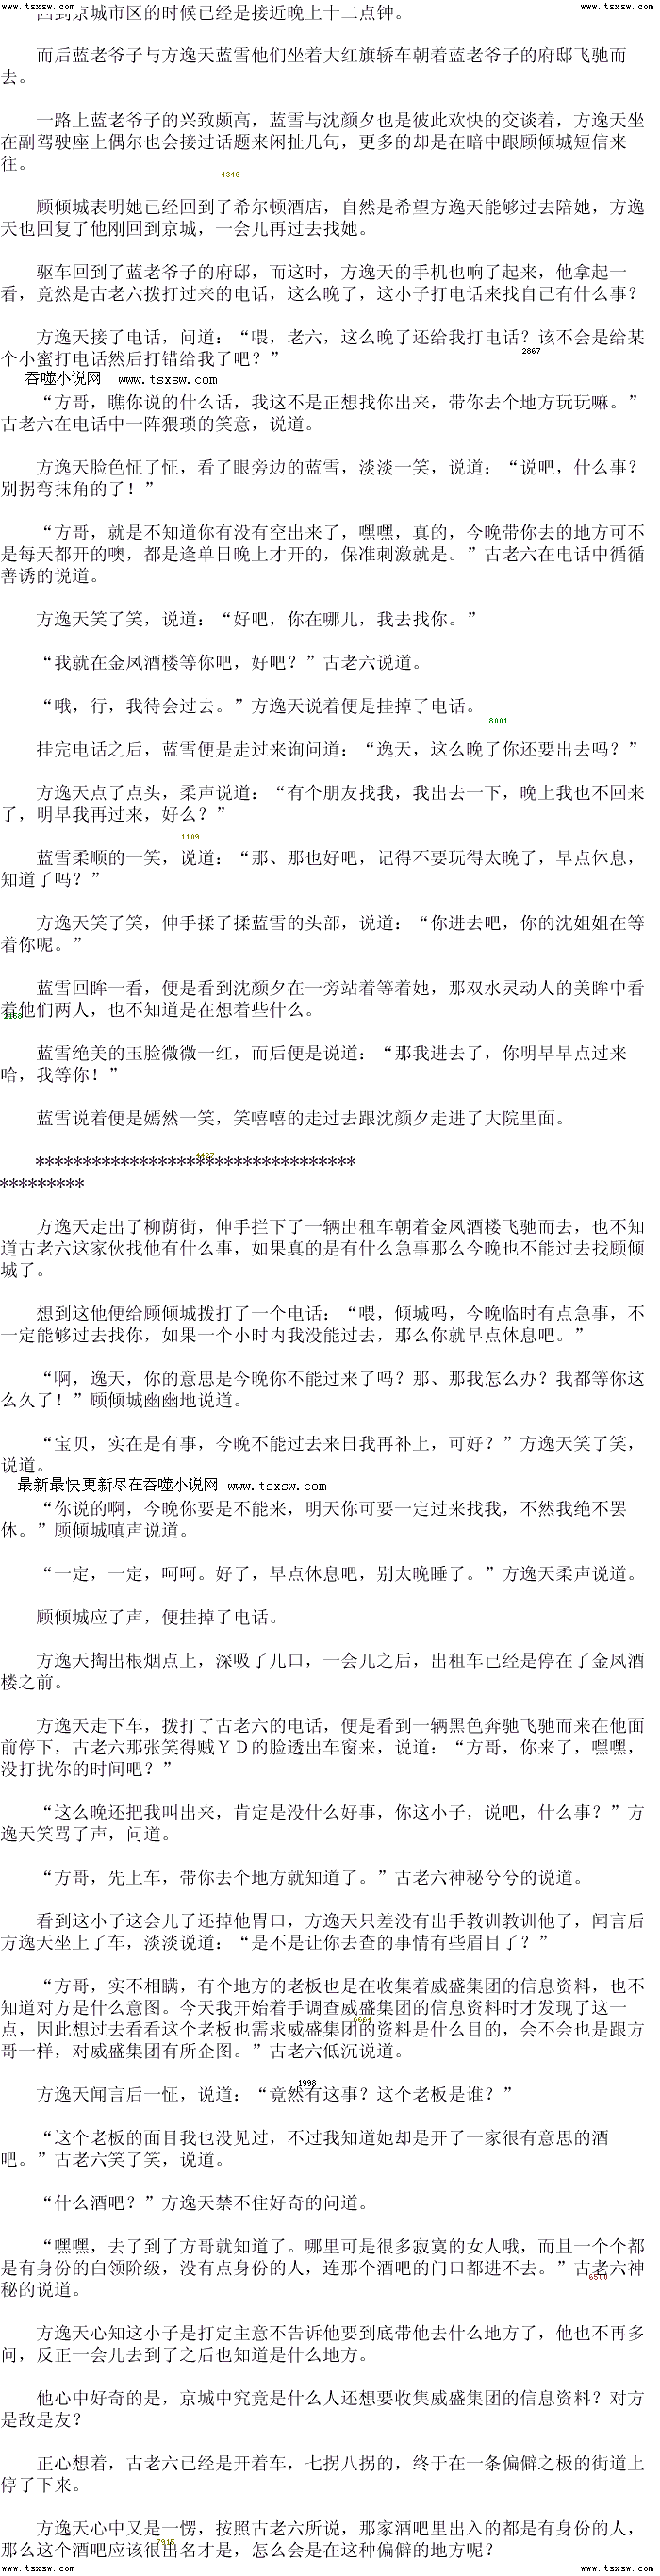 www.tsxsw.com www.tsxsw.com
回到京城市区的时候已经是接近晚上十二点钟。
而后蓝老爷子与方逸天蓝雪他们坐着大红旗轿车朝着蓝老爷子的府邸飞驰而
去。
一路上蓝老爷子的兴致颇高，蓝雪与沈颜夕也是彼此欢快的交谈着，方逸天坐
在副驾驶座上偶尔也会接过话题来闲扯几句，更多的却是在暗中跟顾倾城短信来
往。
4346
顾倾城表明她已经回到了希尔顿酒店，自然是希望方逸天能够过去陪她，方逸
天也回复了他刚回到京城，一会儿再过去找她。
驱车回到了蓝老爷子的府邸，而这时，方逸天的手机也响了起来，他拿起一
看，竟然是古老六拨打过来的电话，这么晚了，这小子打电话来找自己有什么事？
方逸天接了电话，问道：“喂，老六，这么晚了还给我打电话？该不会是给某
2867
个小蜜打电话然后打错给我了吧？”
吞噬小说网 www.tsxsw.com
“方哥，瞧你说的什么话，我这不是正想找你出来，带你去个地方玩玩嘛。”
古老六在电话中一阵猥琐的笑意，说道。
方逸天脸色怔了怔，看了眼旁边的蓝雪，淡淡一笑，说道：“说吧，什么事？
别拐弯抹角的了！”
“方哥，就是不知道你有没有空出来了，嘿嘿，真的，今晚带你去的地方可不
是每天都开的噢，都是逢单日晚上才开的，保准刺激就是。”古老六在电话中循循
善诱的说道。
方逸天笑了笑，说道：“好吧，你在哪儿，我去找你。”
“我就在金凤酒楼等你吧，好吧？”古老六说道。
“哦，行，我待会过去。”方逸天说着便是挂掉了电话。
8001
挂完电话之后，蓝雪便是走过来询问道：“逸天，这么晚了你还要出去吗？”
方逸天点了点头，柔声说道：“有个朋友找我，我出去一下，晚上我也不回来
了，明早我再过来，好么？”
1109
蓝雪柔顺的一笑，说道：“那、那也好吧，记得不要玩得太晚了，早点休息，
知道了吗？”
方逸天笑了笑，伸手揉了揉蓝雪的头部，说道：“你进去吧，你的沈姐姐在等
着你呢。”
蓝雪回眸一看，便是看到沈颜夕在一旁站着等着她，那双水灵动人的美眸中看
着他们两人，也不知道是在想着些什么。
蓝雪绝美的玉脸微微一红，而后便是说道：“那我进去了，你明早早点过来
哈，我等你！”
蓝雪说着便是嫣然一笑，笑嘻嘻的走过去跟沈颜夕走进了大院里面。
4427
**********************************
*********
方逸天走出了柳荫街，伸手拦下了一辆出租车朝着金凤酒楼飞驰而去，也不知
道古老六这家伙找他有什么事，如果真的是有什么急事那么今晚也不能过去找顾倾
城了。
想到这他便给顾倾城拨打了一个电话：“喂，倾城吗，今晚临时有点急事，不
一定能够过去找你，如果一个小时内我没能过去，那么你就早点休息吧。”
“啊，逸天，你的意思是今晚你不能过来了吗？那、那我怎么办？我都等你这
么久了！”顾倾城幽幽地说道。
“宝贝，实在是有事，今晚不能过去来日我再补上，可好？”方逸天笑了笑，
说道。
最新最快更新尽在吞噬小说网 www.tsxsw.com
“你说的啊，今晚你要是不能来，明天你可要一定过来找我，不然我绝不罢
休。”顾倾城嗔声说道。
“一定，一定，呵呵。好了，早点休息吧，别太晚睡了。”方逸天柔声说道。
顾倾城应了声，便挂掉了电话。
方逸天掏出根烟点上，深吸了几口，一会儿之后，出租车已经是停在了金凤酒
楼之前。
方逸天走下车，拨打了古老六的电话，便是看到一辆黑色奔驰飞驰而来在他面
前停下，古老六那张笑得贼ＹＤ的脸透出车窗来，说道：“方哥，你来了，嘿嘿，
没打扰你的时间吧？”
“这么晚还把我叫出来，肯定是没什么好事，你这小子，说吧，什么事？”方
逸天笑骂了声，问道。
“方哥，先上车，带你去个地方就知道了。”古老六神秘兮兮的说道。
看到这小子这会儿了还掉他胃口，方逸天只差没有出手教训教训他了，闻言后
方逸天坐上了车，淡淡说道：“是不是让你去查的事情有些眉目了？”
“方哥，实不相瞒，有个地方的老板也是在收集着威盛集团的信息资料，也不
知道对方是什么意图。今天我开始着手调查威盛集团的信息资料时才发现了这一
点，因此想过去看看这个老板也需求威盛集团的资料是什么目的，会不会也是跟方
6664
哥一样，对威盛集团有所企图。”古老六低沉说道。
1998
方逸天闻言后一怔，说道：“竟然有这事？这个老板是谁？”
“这个老板的面目我也没见过，不过我知道她却是开了一家很有意思的酒
吧。”古老六笑了笑，说道。
“什么酒吧？”方逸天禁不住好奇的问道。
“嘿嘿，去了到了方哥就知道了。哪里可是很多寂寞的女人哦，而且一个个都
是有身份的白领阶级，没有点身份的人，连那个酒吧的门口都进不去。”古老六神
6500
秘的说道。
方逸天心知这小子是打定主意不告诉他要到底带他去什么地方了，他也不再多
问，反正一会儿去到了之后也知道是什么地方。
他心中好奇的是，京城中究竟是什么人还想要收集威盛集团的信息资料？对方
是敌是友？
正心想着，古老六已经是开着车，七拐八拐的，终于在一条偏僻之极的街道上
停了下来。
方逸天心中又是一愣，按照古老六所说，那家酒吧里出入的都是有身份的人，
7915
那么这个酒吧应该很出名才是，怎么会是在这种偏僻的地方呢？
www.tsxsw.com www.tsxsw.com